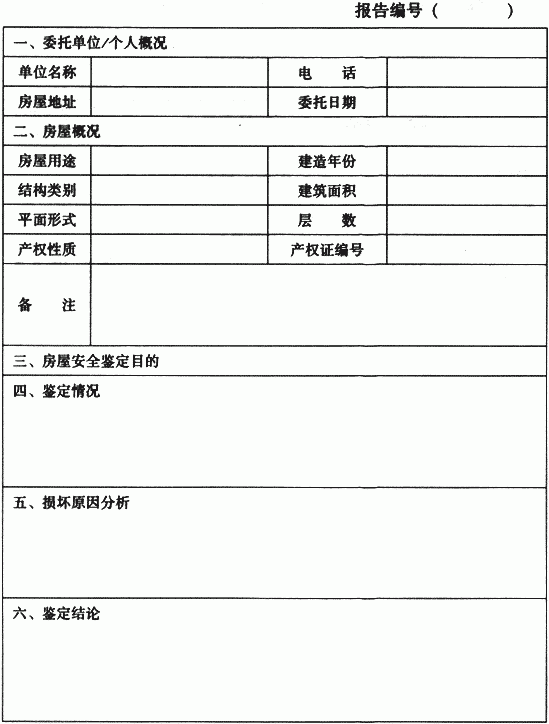 报告编号（　　　）
一、委托单位/个人概况
单位名称　电　话
房屋地址　委托日期
二、房屋概况
房屋用途　建造年份
结构类别　建筑面积
平面形式　层　数
产权性质　产权证编号
备　注
三、房屋安全鉴定目的
四、鉴定情况
五、损坏原因分析
六、鉴定结论